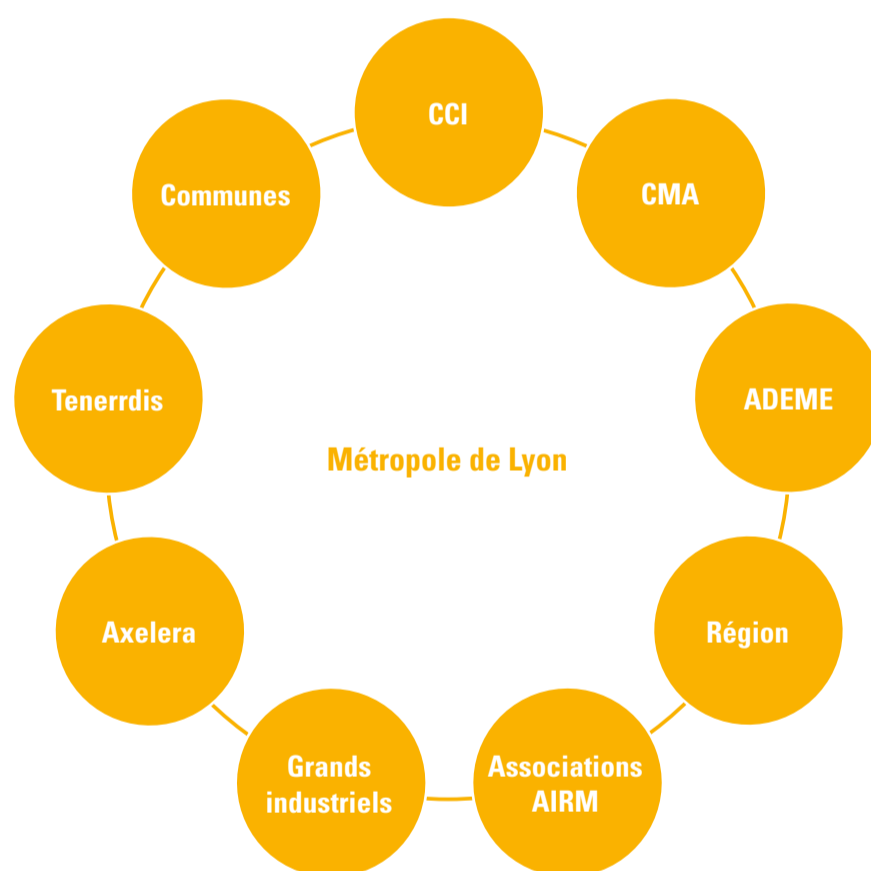 CCI
CMA
Communes
ADEME
Tenerrdis
Métropole de Lyon
Région
Axelera
Grands
industriels
Associations
AIRM